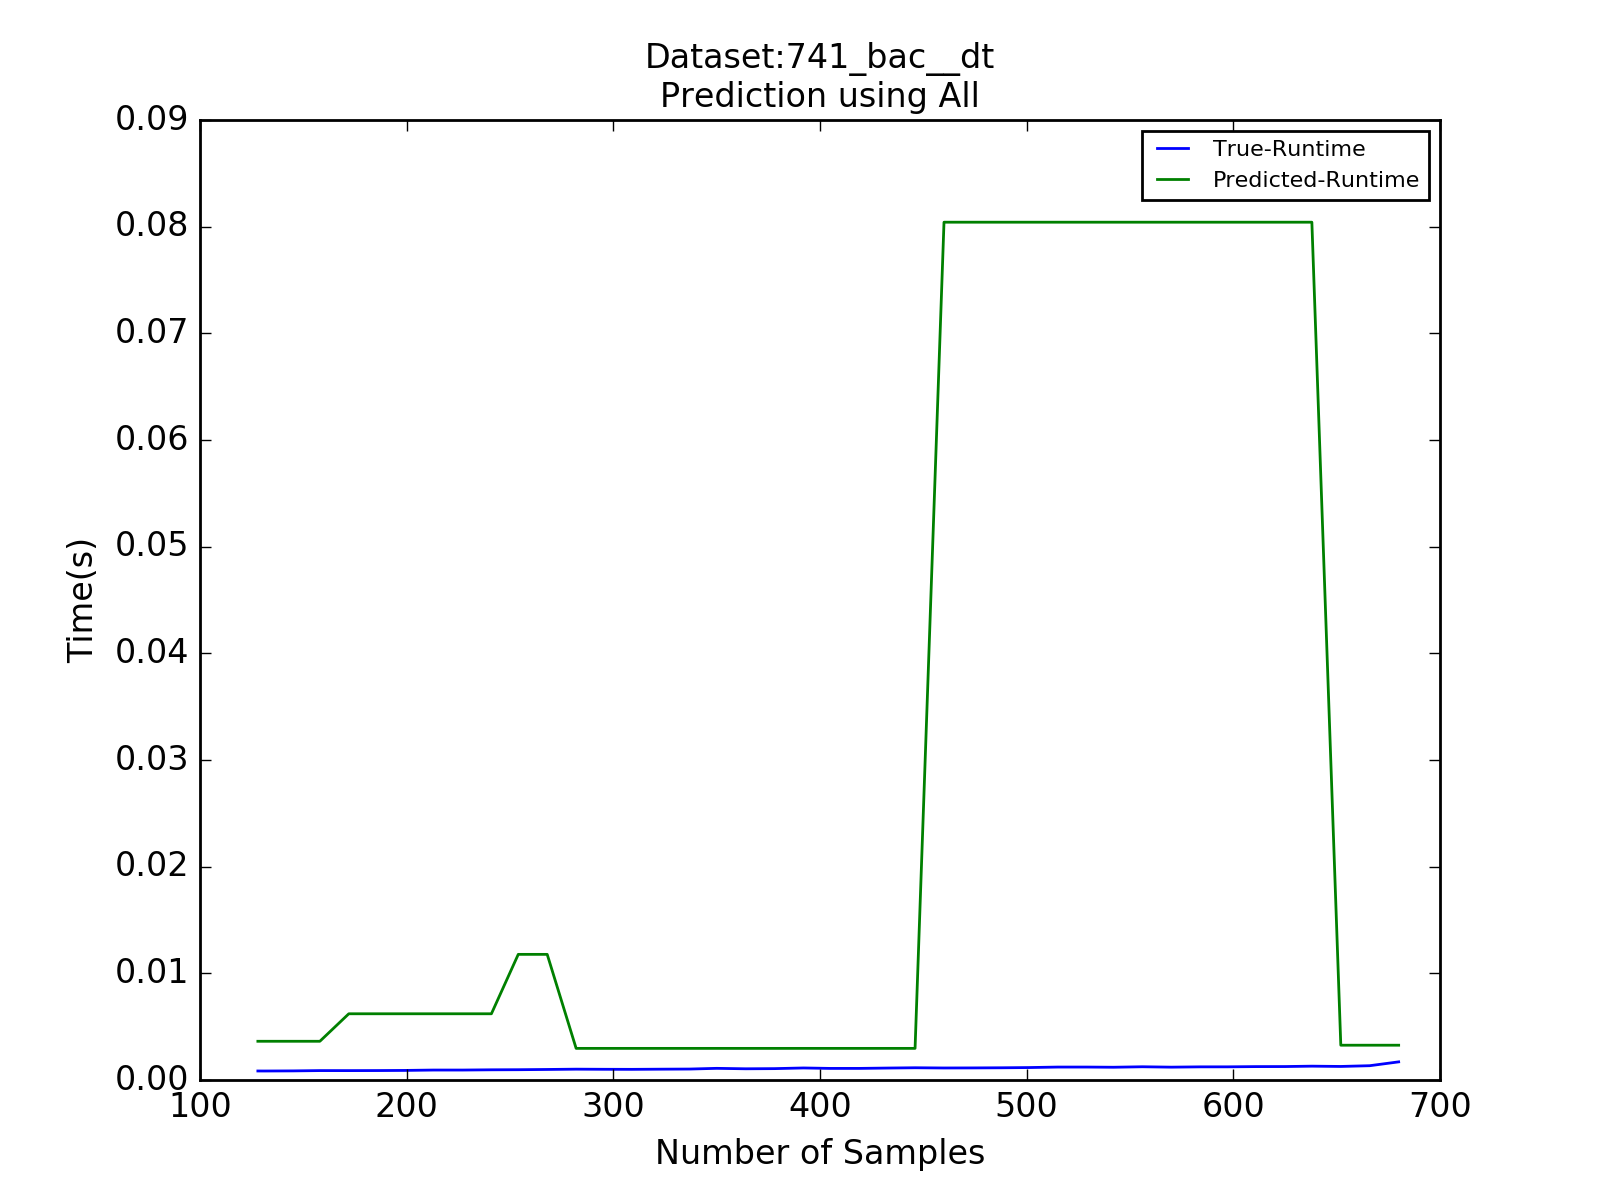 Dataset:741_bac__dt
Prediction using All
True-Runtime
Predicted-Runtime
0.09
0.08
0.07
0.06
0.05
0.04
0.03
0.02
0.01
0.00
Time(s)
100 200 300 400 500 600 700
Number of Samples